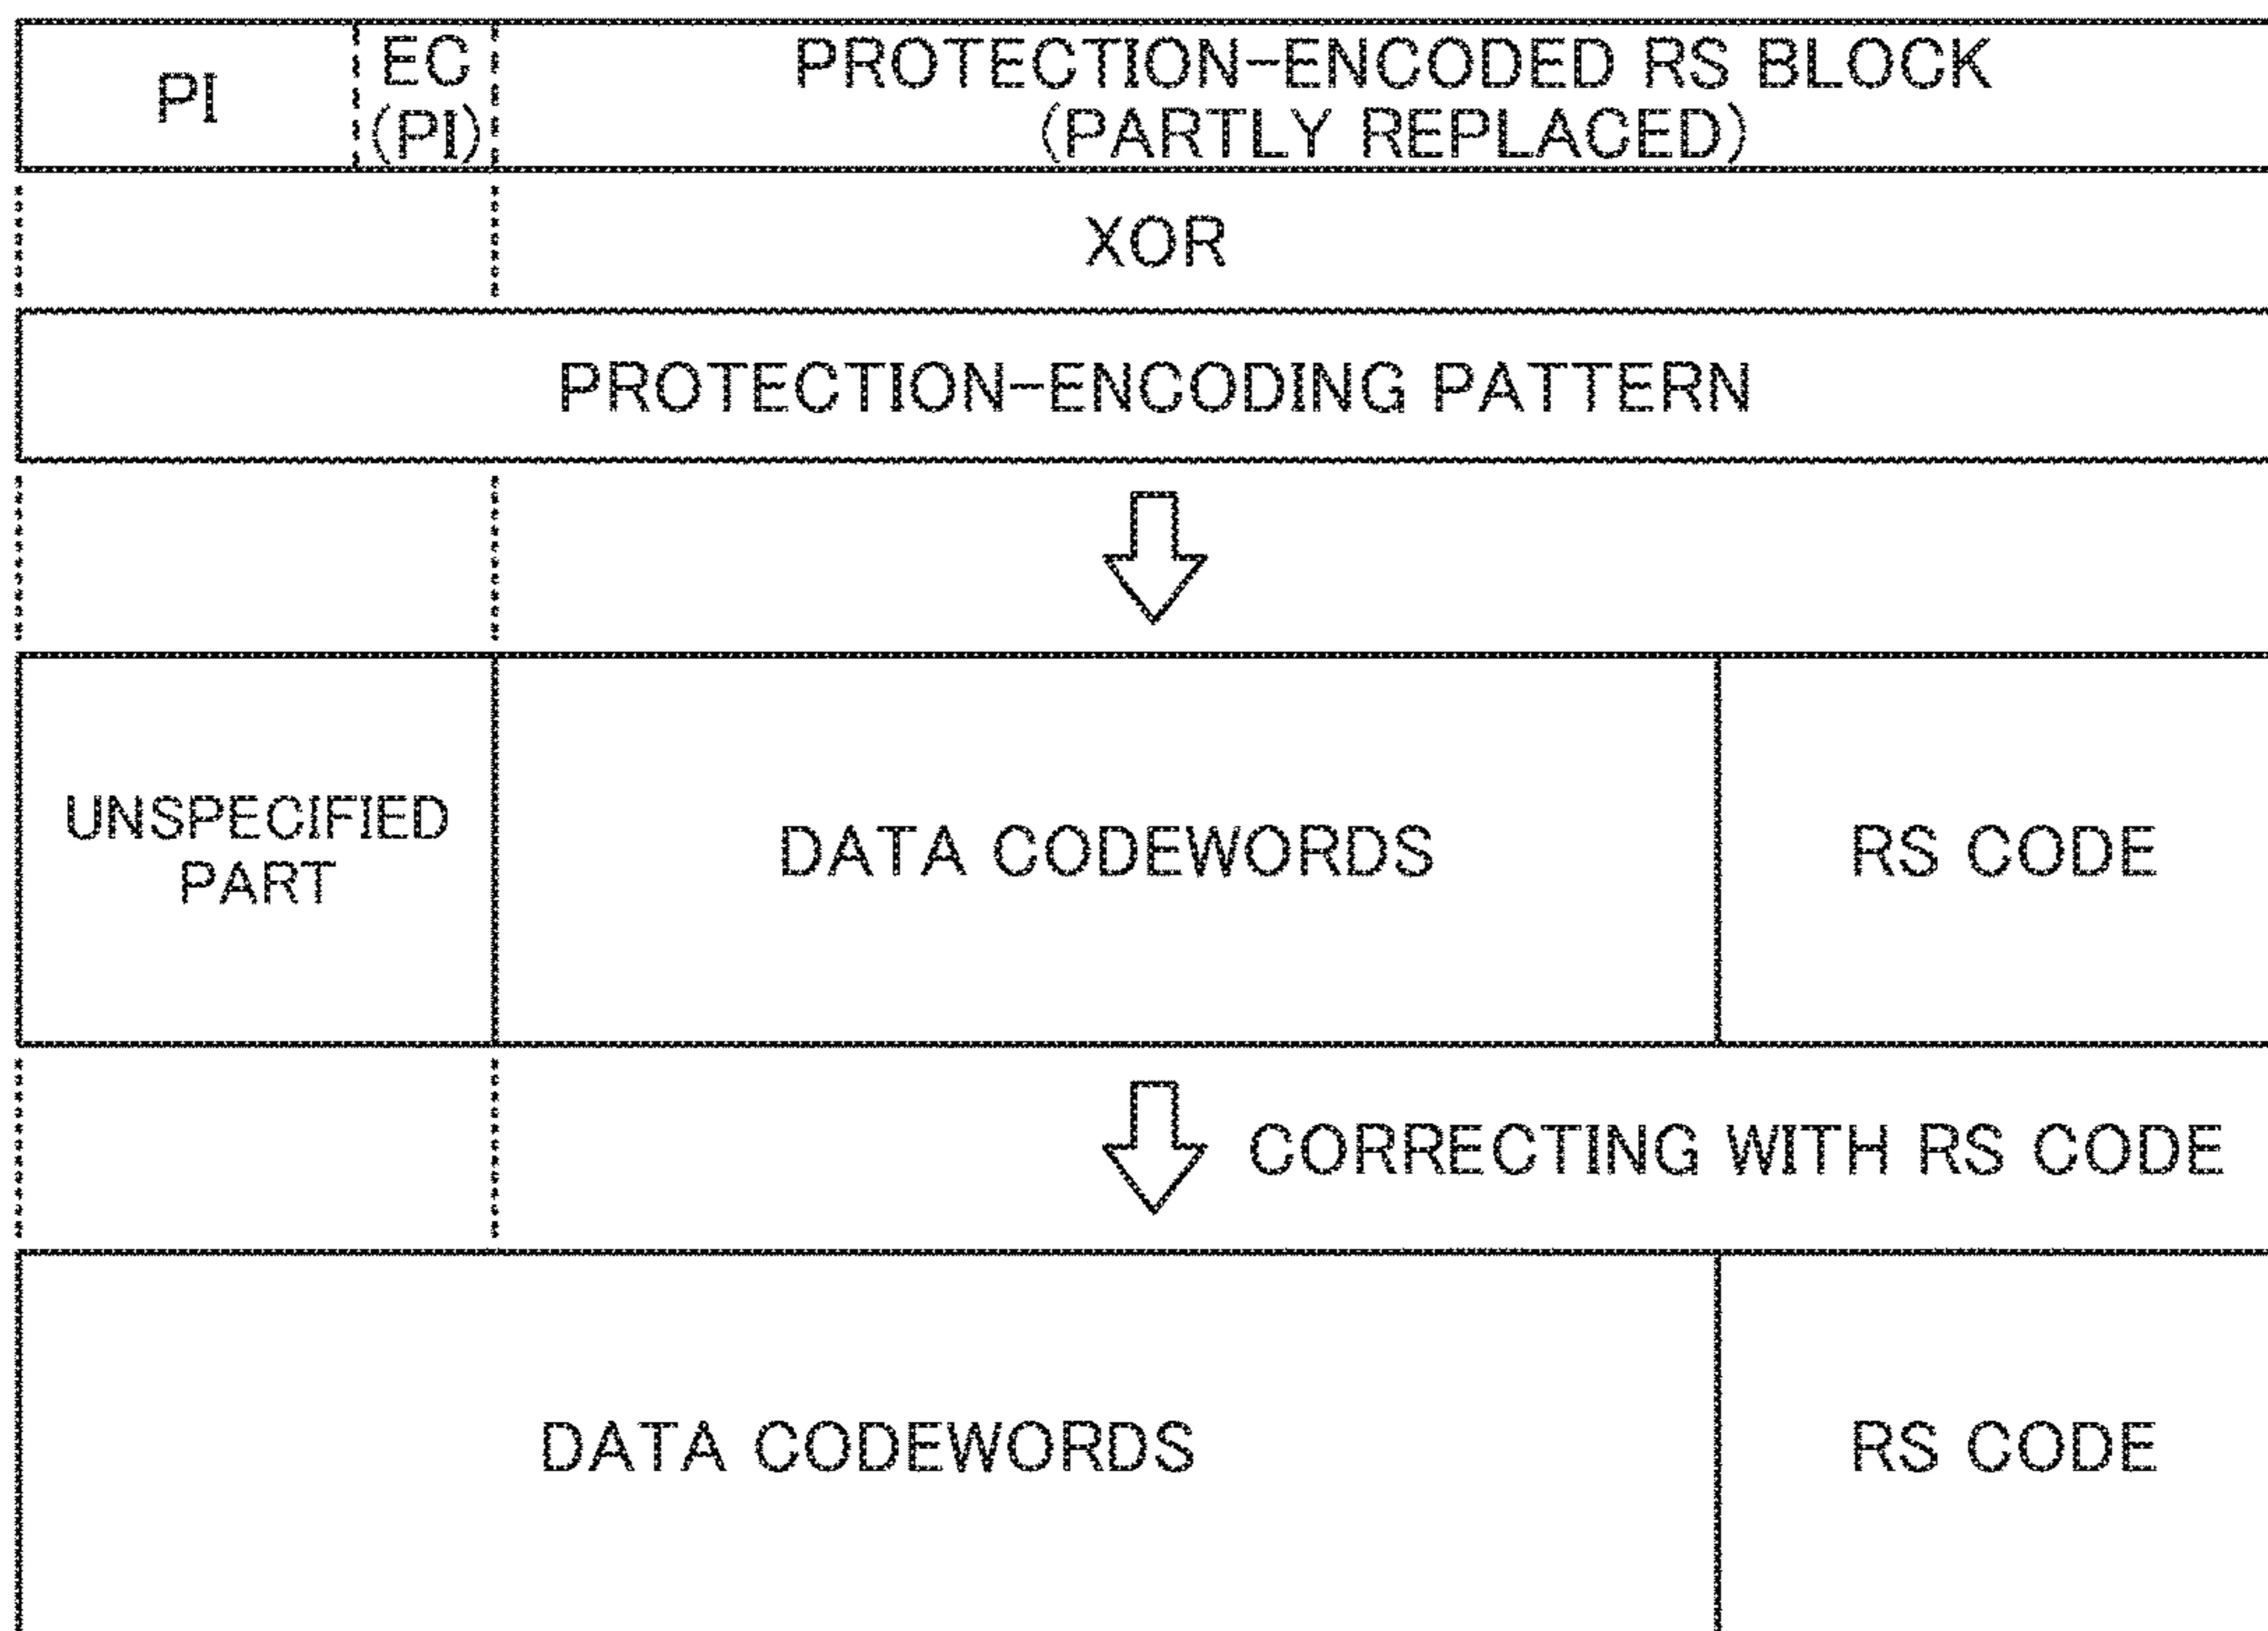 PI
EC
(PI)
PROTECTION-ENCODED RS BLOCK
(PARTLY REPLACED)
XOR
PROTECTION-ENCODING PATTERN
UNSPECIFIED
PART
DATA CODEWORDS
RS CODE
CORRECTING WITH RS CODE
DATA CODEWORDS
RS CODE